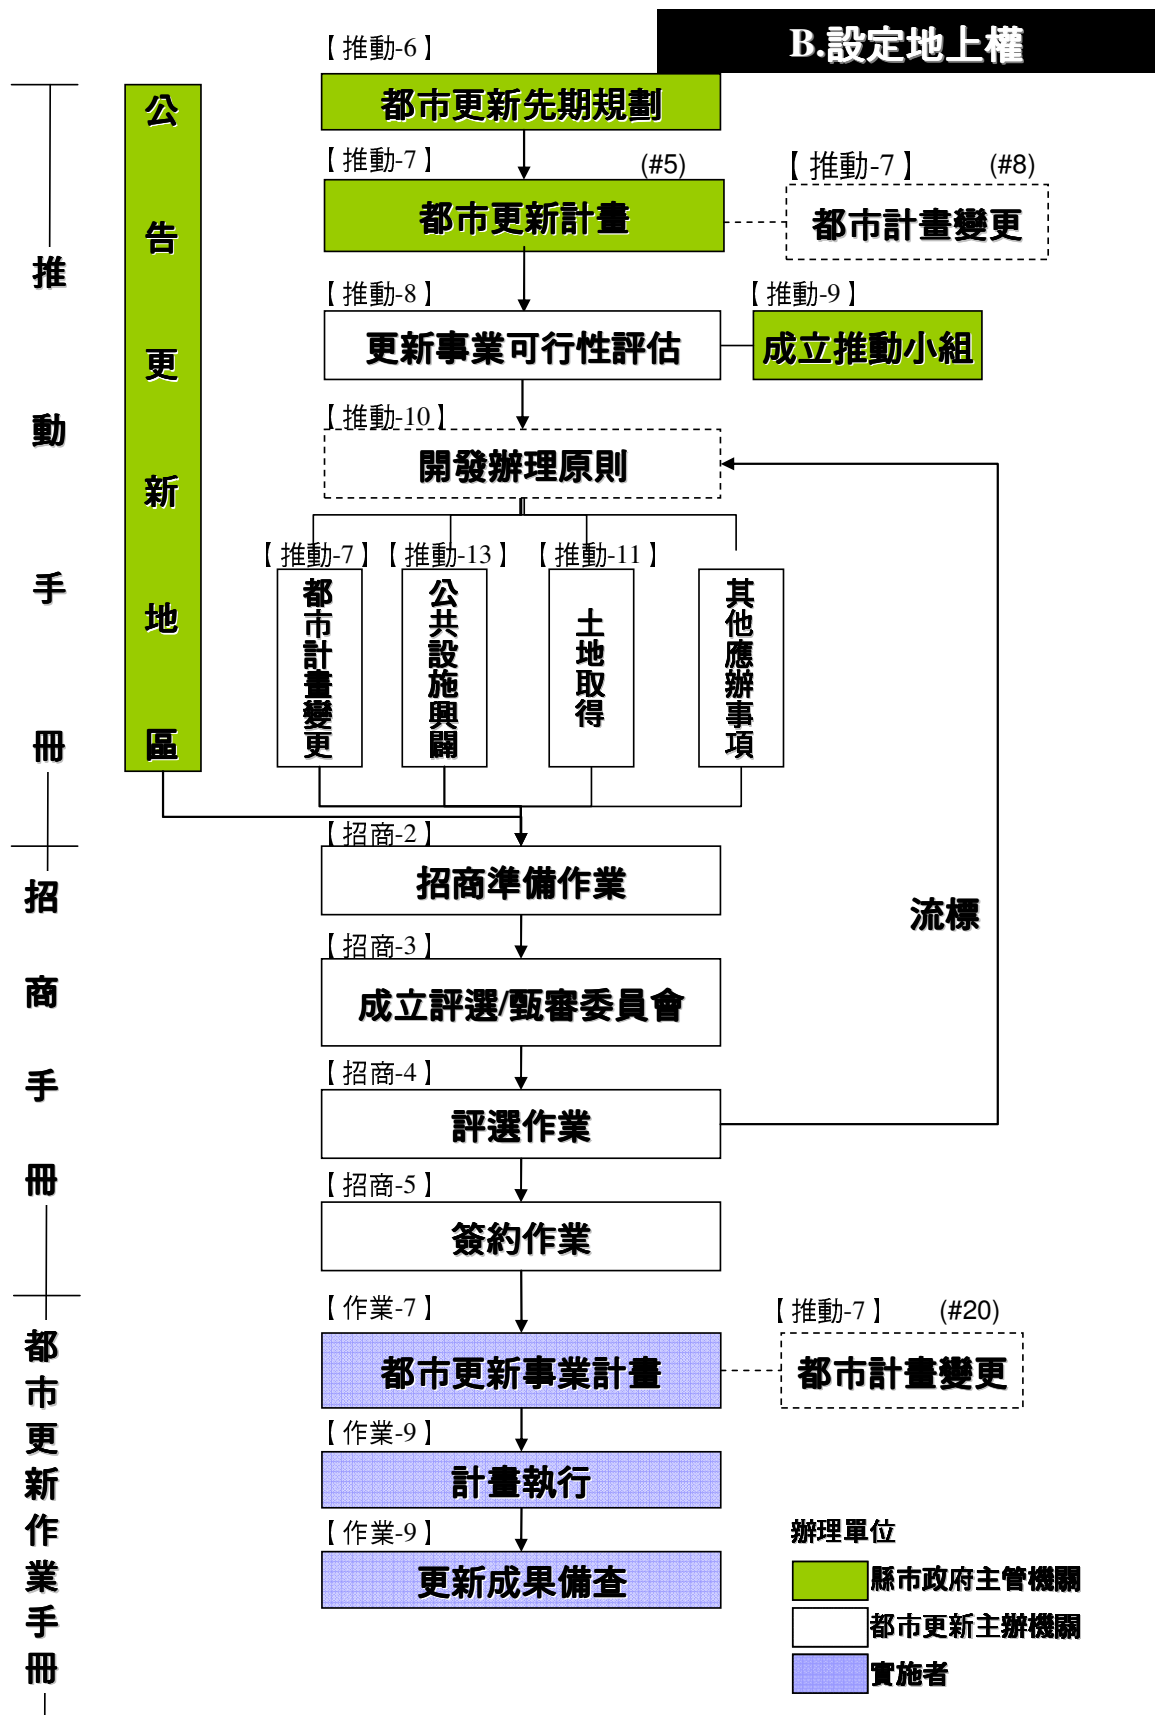 B.設定地上權
【推動-6】
都市更新先期規劃
【推動-7】
(#5)
都市更新計畫
【推動-7】
(#8)
都市計畫變更
【推動-8】
更新事業可行性評估
【推動-9】
成立推動小組
【推動-10】
開發辦理原則
【推動-7】
都市計畫變更
【推動-13】
公共設施興闢
【推動-11】
土地取得
其他應辦事項
公告更新地區
推動手冊
【招商-2】
招商準備作業
【招商-3】
成立評選/甄審委員會
【招商-4】
評選作業
流標
【招商-5】
簽約作業
招商手冊
【作業-7】
都市更新事業計畫
【推動-7】
(#20)
都市計畫變更
【作業-9】
計畫執行
【作業-9】
更新成果備查
都市更新作業手冊
辦理單位
縣市政府主管機關
都市更新主辦機關
實施者